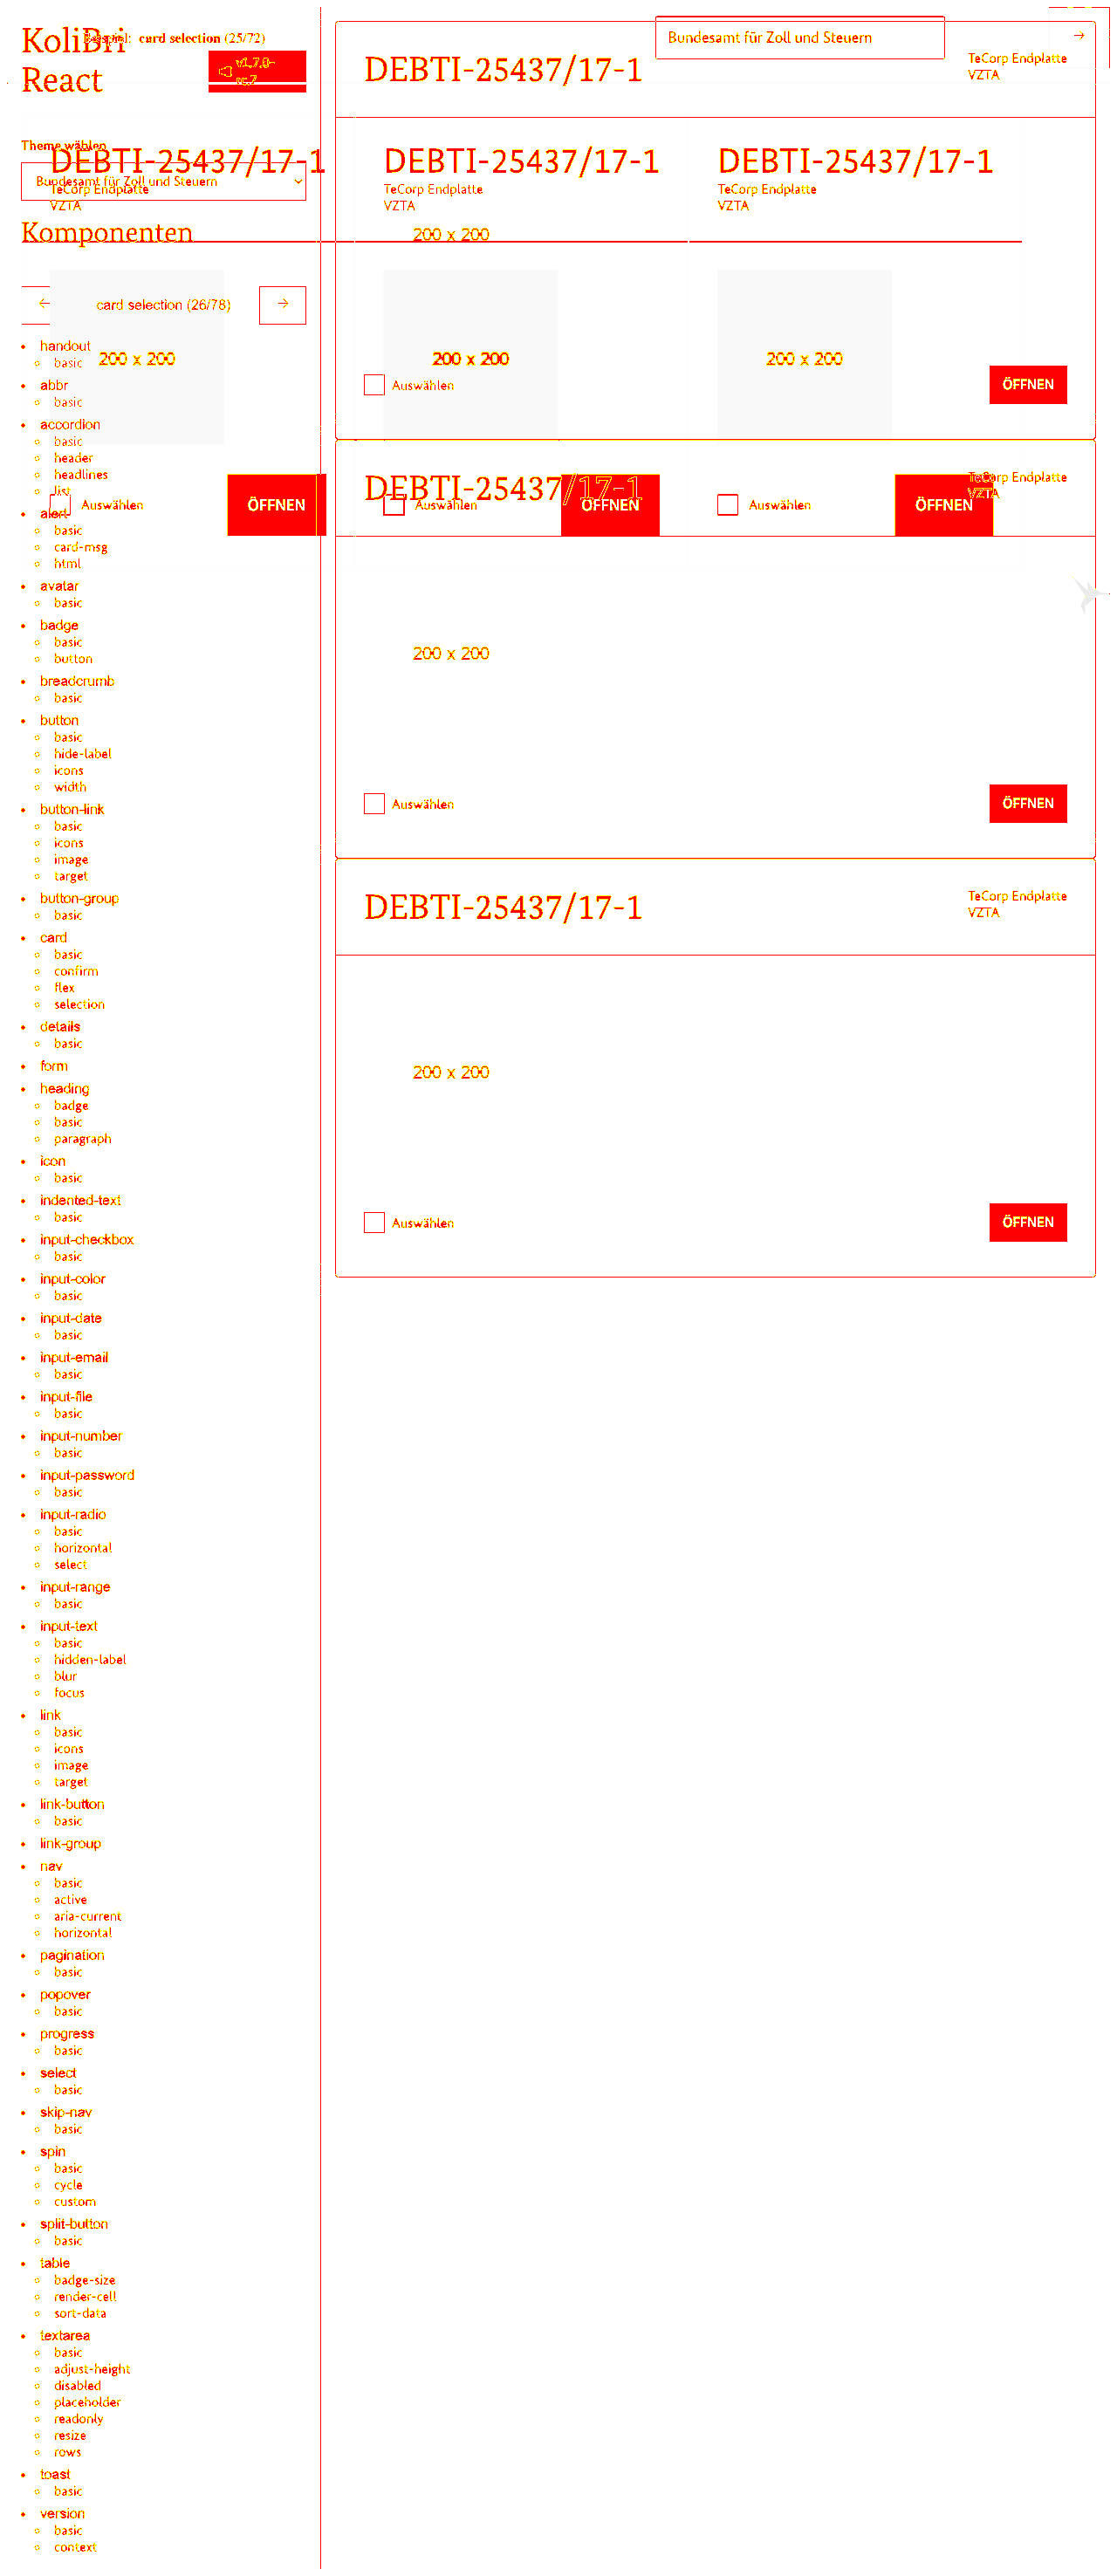 KoliBri
React
Beispiel: card selection (25/72)
v1.7.0-
rc.2
Bundesamt für Zoll und Steuern
→
DEBTI-25437/17-1
TeCorp Endplatte
VZTA
Theme wählen
Bundesamt für Zoll und Steuern
DEBTI-25437/17-1
TeCorp Endplatte
VZTA
DEBTI-25437/17-1
TeCorp Endplatte
VZTA
DEBTI-25437/17-1
TeCorp Endplatte
VZTA
Komponenten
200 x 200
← card selection (26/78) →
200 x 200
200 x 200
200 x 200
Auswählen
ÖFFNEN
• handout
◦ basic
• abbr
◦ basic
• accordion
◦ basic
◦ header
◦ headlines
◦ list
Auswählen
ÖFFNEN
Auswählen
ÖFFNEN
Auswählen
ÖFFNEN
DEBTI-25437/17-1
TeCorp Endplatte
VZTA
• alert
◦ basic
◦ card-msg
◦ html
• avatar
◦ basic
• badge
◦ basic
◦ button
200 x 200
• breadcrumb
◦ basic
• button
◦ basic
◦ hide-label
◦ icons
◦ width
Auswählen
ÖFFNEN
• button-link
◦ basic
◦ icons
◦ image
◦ target
• button-group
◦ basic
DEBTI-25437/17-1
TeCorp Endplatte
VZTA
• card
◦ basic
◦ confirm
◦ flex
◦ selection
• details
◦ basic
• form
200 x 200
• heading
◦ badge
◦ basic
◦ paragraph
• icon
◦ basic
• indented-text
◦ basic
Auswählen
ÖFFNEN
• input-checkbox
◦ basic
• input-color
◦ basic
• input-date
◦ basic
• input-email
◦ basic
• input-file
◦ basic
• input-number
◦ basic
• input-password
◦ basic
• input-radio
◦ basic
◦ horizontal
◦ select
• input-range
◦ basic
• input-text
◦ basic
◦ hidden-label
◦ blur
◦ focus
• link
◦ basic
◦ icons
◦ image
◦ target
• link-button
◦ basic
• link-group
• nav
◦ basic
◦ active
◦ aria-current
◦ horizontal
• pagination
◦ basic
• popover
◦ basic
• progress
◦ basic
• select
◦ basic
• skip-nav
◦ basic
• spin
◦ basic
◦ cycle
◦ custom
• split-button
◦ basic
• table
◦ badge-size
◦ render-cell
◦ sort-data
• textarea
◦ basic
◦ adjust-height
◦ disabled
◦ placeholder
◦ readonly
◦ resize
◦ rows
• toast
◦ basic
• version
◦ basic
◦ context